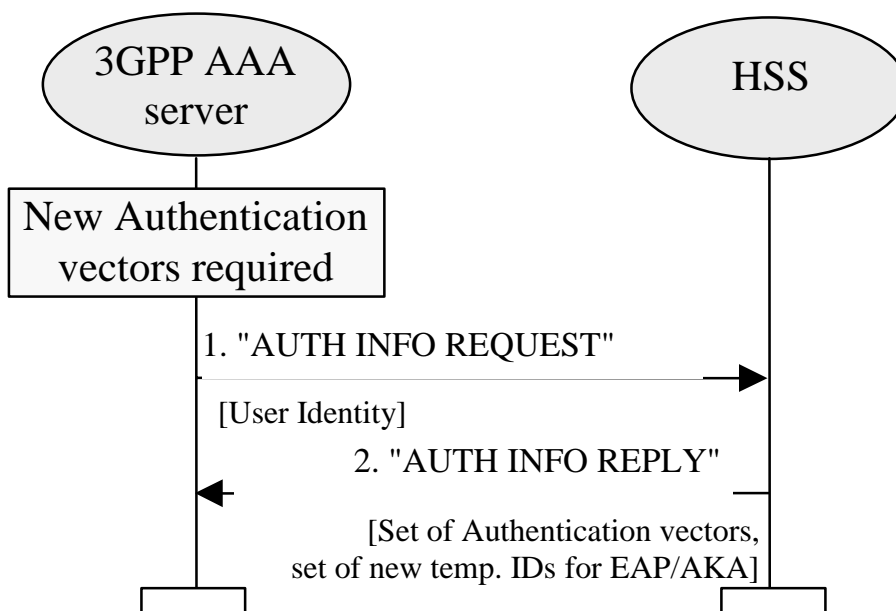 3GPP AAA
server
HSS
New Authentication
vectors required
1. "AUTH INFO REQUEST"
[User Identity]
2. "AUTH INFO REPLY"
[Set of Authentication vectors,
set of new temp. IDs for EAP/AKA]